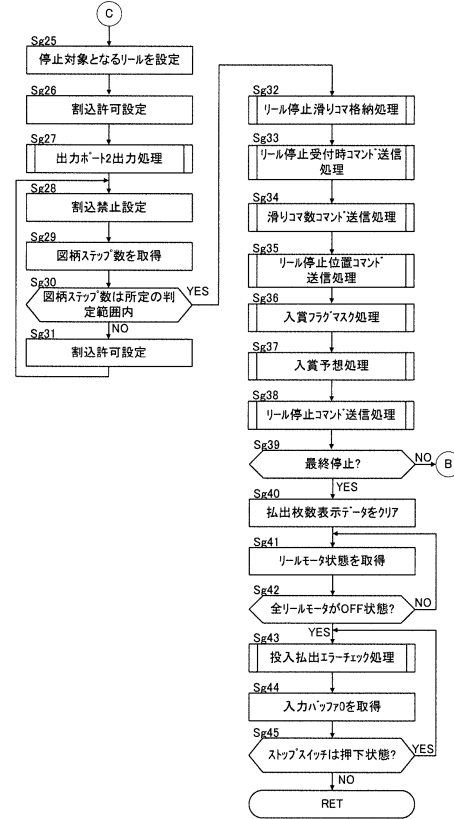 C
Sg25
停止対象となるリールを設定
Sg26
割込許可設定
Sg27
出力ポート2出力処理
Sg28
割込禁止設定
Sg29
図柄ステップ数を取得
Sg30
図柄ステップ数は所定の判
定範囲内
YES
NO
Sg31
割込許可設定
Sg32
リール停止滑りコマ格納処理
Sg33
リール停止受付時コマンド送信
処理
Sg34
滑りコマ数コマンド送信処理
Sg35
リール停止位置コマンド
送信処理
Sg36
入賞フラグマスク処理
Sg37
入賞予想処理
Sg38
リール停止コマンド送信処理
Sg39
最終停止?
NO
B
YES
Sg40
払出枚数表示データをクリア
Sg41
リールモータ状態を取得
Sg42
全リールモータがOFF状態?
NO
YES
Sg43
投入払出エラーチェック処理
Sg44
入力バッファ0を取得
Sg45
ストップスイッチは押下状態?
YES
NO
RET